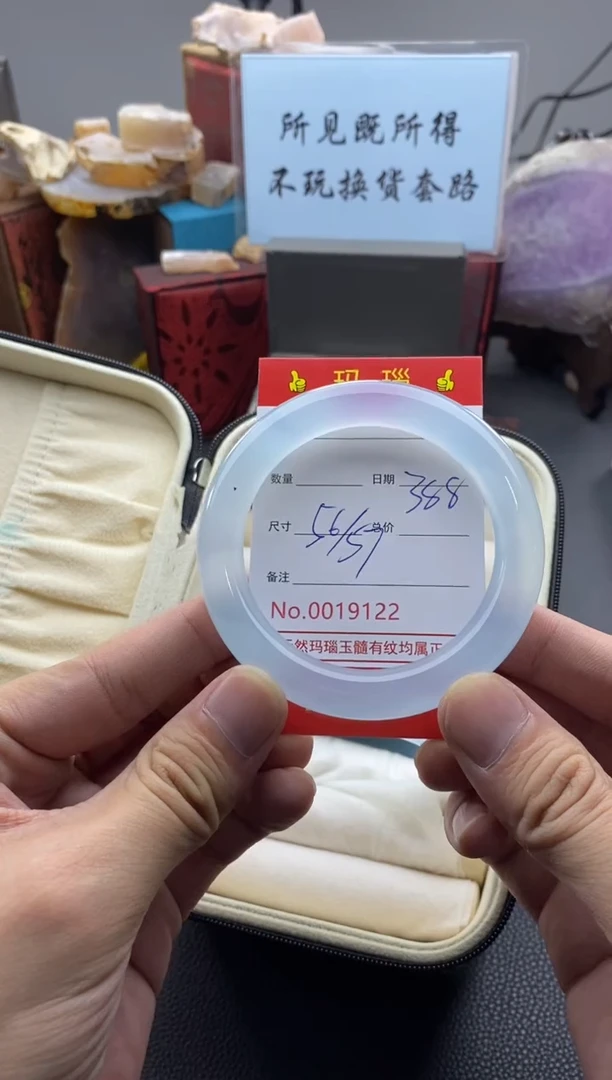 所见既所得
不玩换货套路
玛瑙
数量 日期 388
尺寸 56/57 总价
备注
No.0019122
然玛瑙玉髓有纹均属正